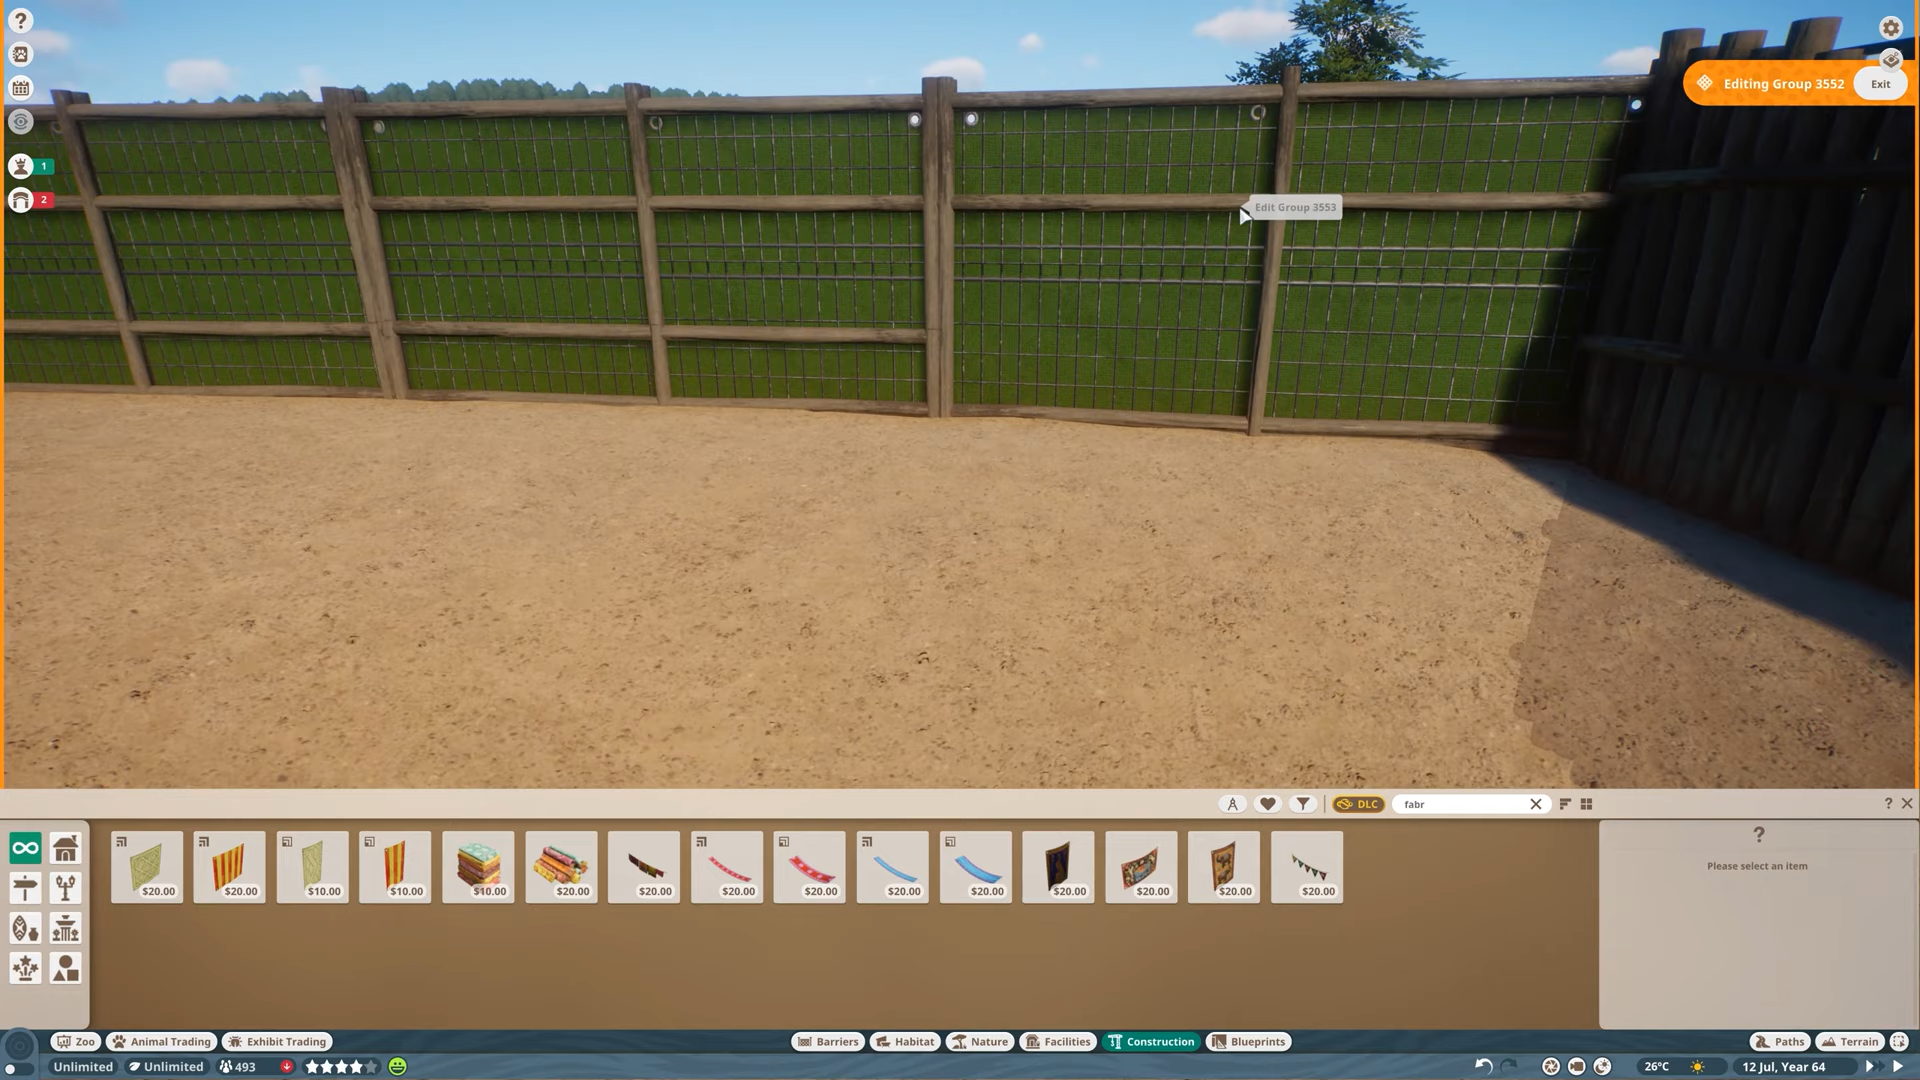 Editing Group 3552
Exit
1
2
Edit Group 3553
DLC
fabr
?
?
$20.00
$20.00
$10.00
$10.00
$10.00
$20.00
$20.00
$20.00
$20.00
$20.00
$20.00
$20.00
$20.00
$20.00
$20.00
Please select an item
Zoo
Animal Trading
Exhibit Trading
Barriers
Habitat
Nature
Facilities
Construction
Blueprints
Paths
Terrain
Unlimited
Unlimited
493
26°C
12 Jul, Year 64